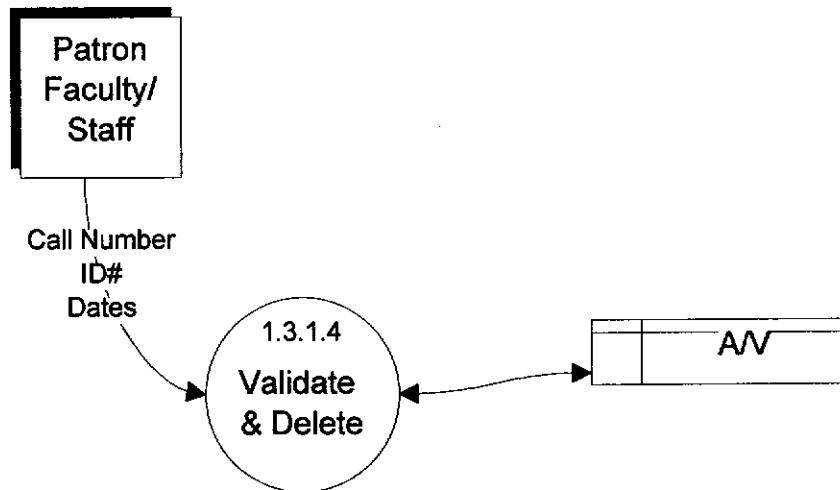 Patron
Faculty/
Staff
Call Number
ID#
Dates
1.3.1.4
Validate
& Delete
A/V